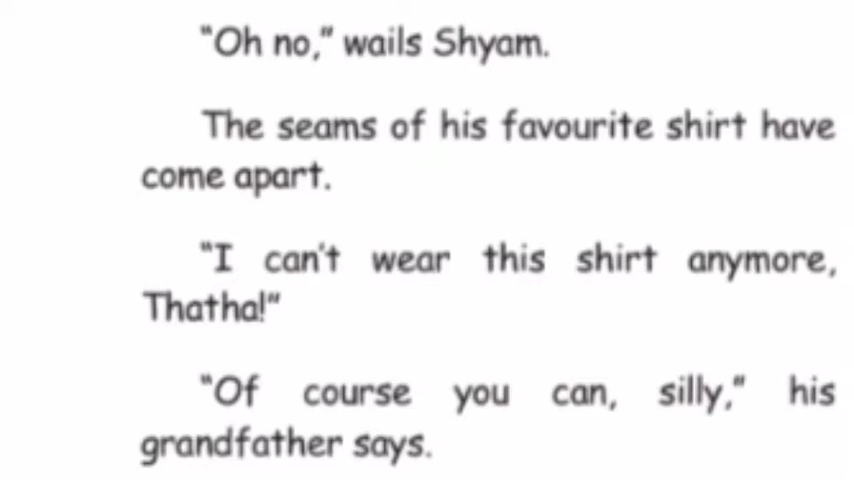 "Oh no," wails Shyam.
The seams of his favourite shirt have
come apart.
"I can't wear this shirt anymore,
Thatha!"
"Of course you can, silly," his
grandfather says.